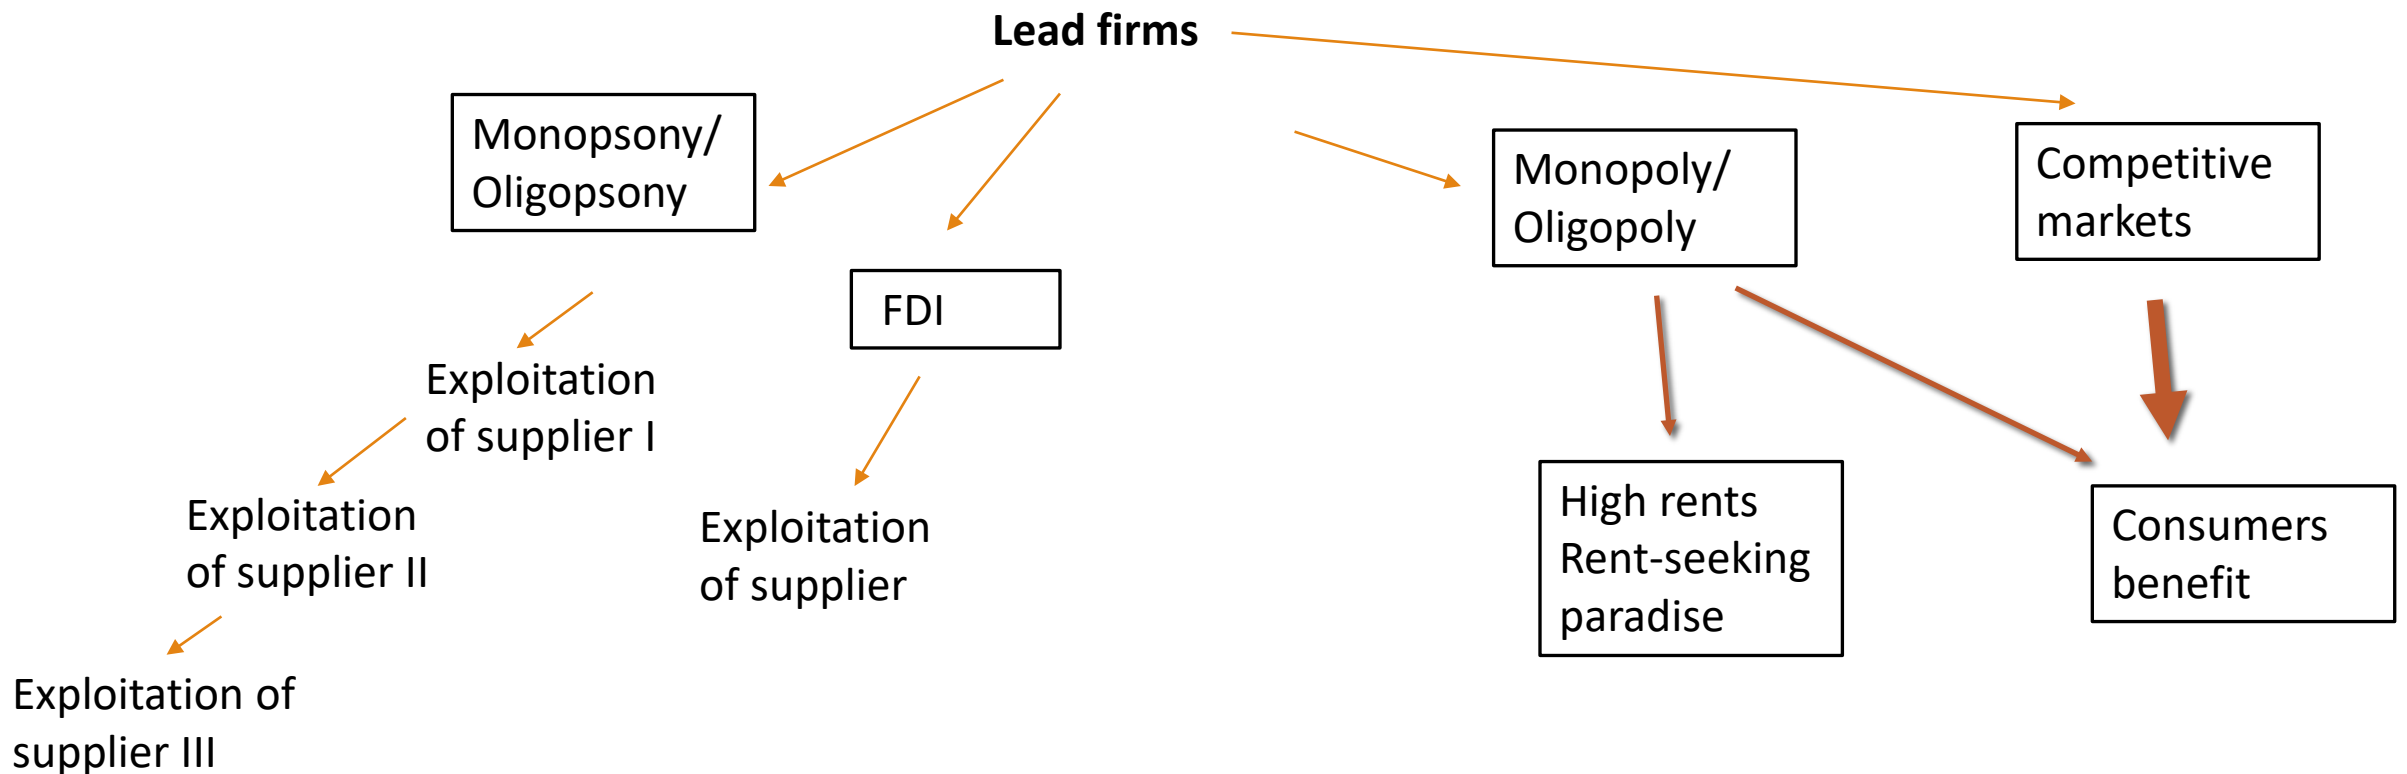 Lead firms
Monopsony/
Oligopsony
FDI
Monopoly/
Oligopoly
Competitive
markets
Exploitation
of supplier I
Exploitation
of supplier II
Exploitation of
supplier III
Exploitation
of supplier
High rents
Rent-seeking
paradise
Consumers
benefit